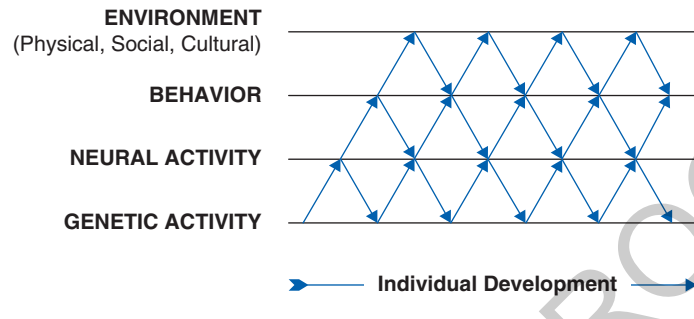 ENVIRONMENT
(Physical, Social, Cultural)
BEHAVIOR
NEURAL ACTIVITY
GENETIC ACTIVITY
Individual Development